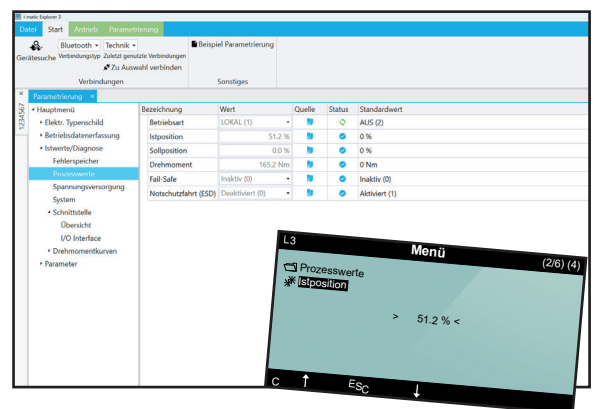 i-matic Explorer 3
Datei Start Antrieb Parametrierung
Gerätesuche
Bluetooth
Verbindungstyp
Technik
Zuletzt genutzte Verbindungen
Zu Auswahl verbinden
Verbindungen
Beispiel Parametrierung
Sonstiges
× Parametrierung ×
1234567
Hauptmenü
Elektr. Typenschild
Betriebsdatenerfassung
Istwerte/Diagnose
Fehlerspeicher
Prozesswerte
Spannungsversorgung
System
Schnittstelle
Übersicht
I/O Interface
Drehmomentkurven
Parameter
Bezeichnung Wert Quelle Status Standardwert
Betriebsart LOKAL (1) AUS (2)
Istposition 51.2 % 0 %
Sollposition 0.0 % 0 %
Drehmoment 165.2 Nm 0 Nm
Fail-Safe Inaktiv (0) Inaktiv (0)
Notschutzfahrt (ESD) Deaktiviert (0) Aktiviert (1)
L3 Menü (2/6) (4)
Prozesswerte
Istposition
> 51.2 % <
C ↑ ESC ↓